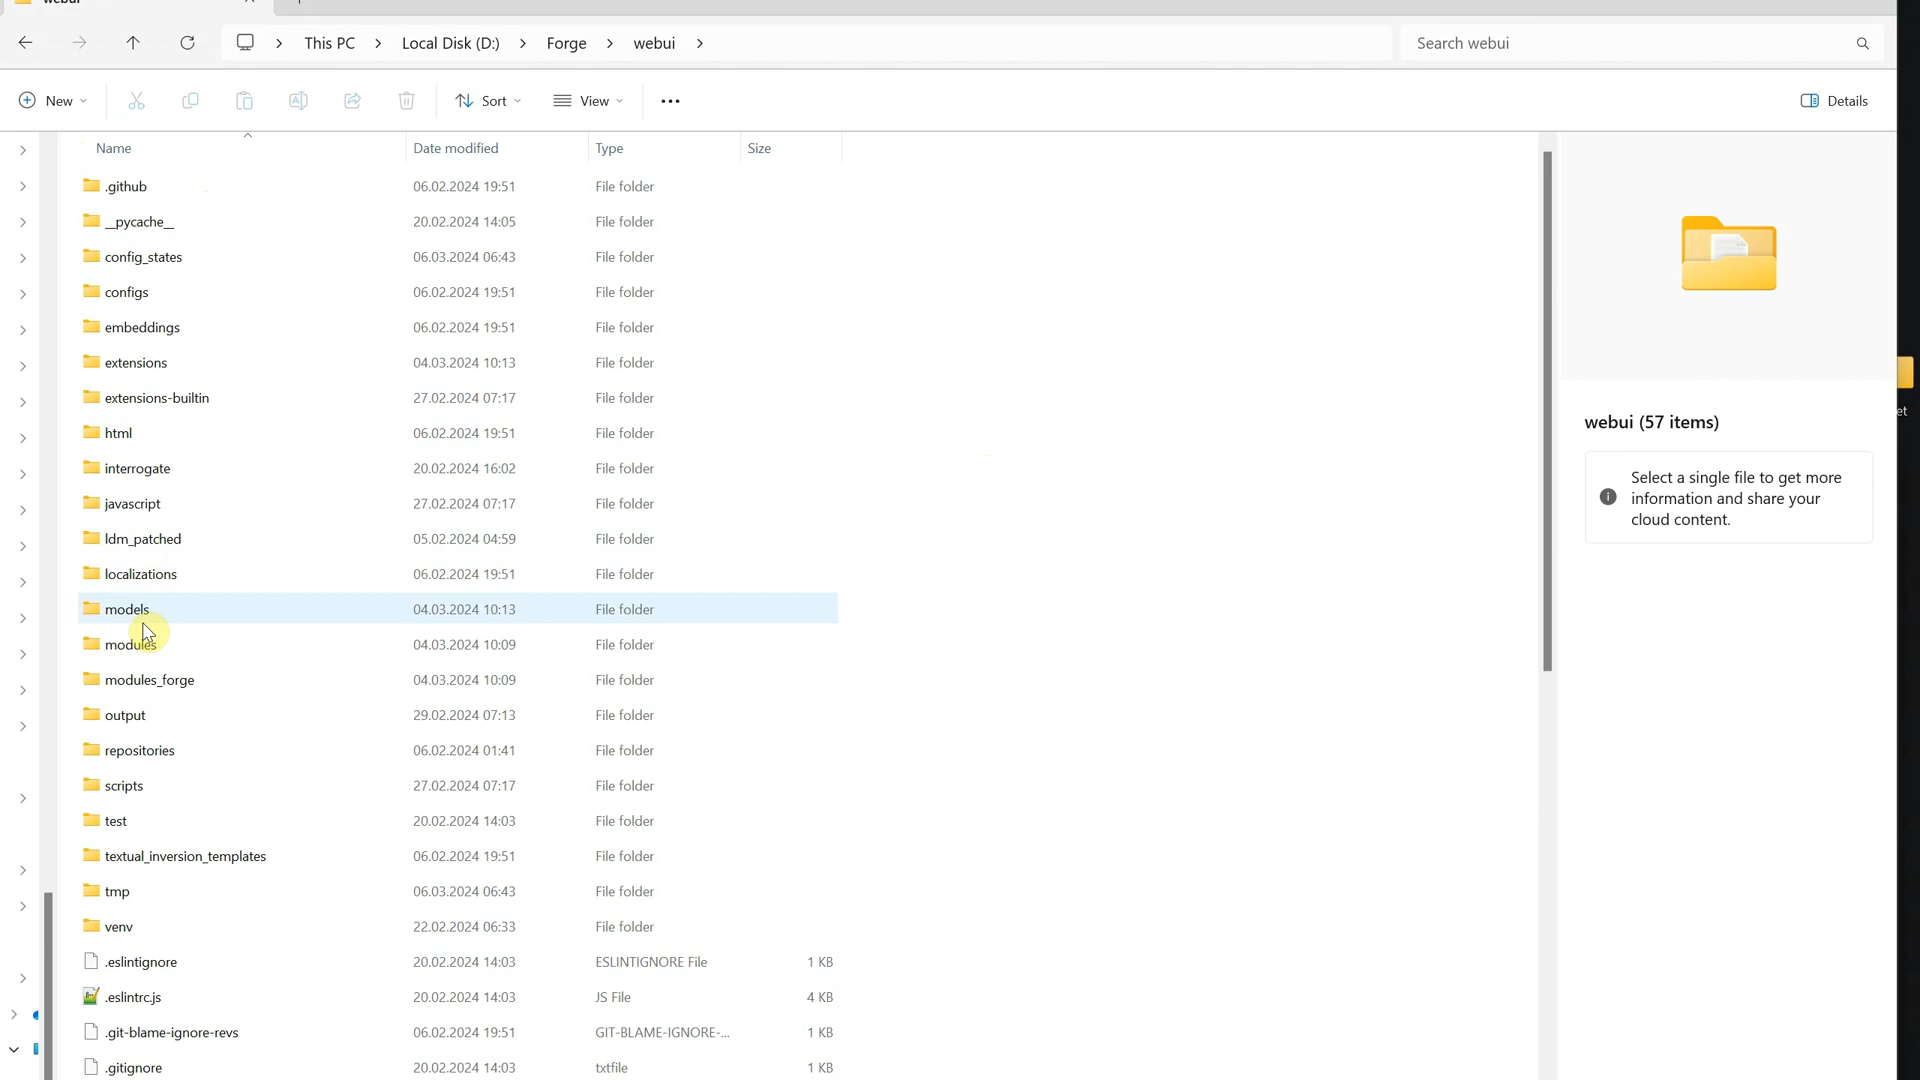 webui
This PC > Local Disk (D:) > Forge > webui >
Search webui
New
Sort
View
Details
Name Date modified Type Size
.github 06.02.2024 19:51 File folder
__pycache__ 20.02.2024 14:05 File folder
config_states 06.03.2024 06:43 File folder
configs 06.02.2024 19:51 File folder
embeddings 06.02.2024 19:51 File folder
extensions 04.03.2024 10:13 File folder
extensions-builtin 27.02.2024 07:17 File folder
html 06.02.2024 19:51 File folder
interrogate 20.02.2024 16:02 File folder
javascript 27.02.2024 07:17 File folder
ldm_patched 05.02.2024 04:59 File folder
localizations 06.02.2024 19:51 File folder
models 04.03.2024 10:13 File folder
modules 04.03.2024 10:09 File folder
modules_forge 04.03.2024 10:09 File folder
output 29.02.2024 07:13 File folder
repositories 06.02.2024 01:41 File folder
scripts 27.02.2024 07:17 File folder
test 20.02.2024 14:03 File folder
textual_inversion_templates 06.02.2024 19:51 File folder
tmp 06.03.2024 06:43 File folder
venv 22.02.2024 06:33 File folder
.eslintignore 20.02.2024 14:03 ESLINTIGNORE File 1 KB
.eslintrc.js 20.02.2024 14:03 JS File 4 KB
.git-blame-ignore-revs 06.02.2024 19:51 GIT-BLAME-IGNORE-... 1 KB
.gitignore 20.02.2024 14:03 txtfile 1 KB
webui (57 items)
Select a single file to get more
information and share your
cloud content.
et